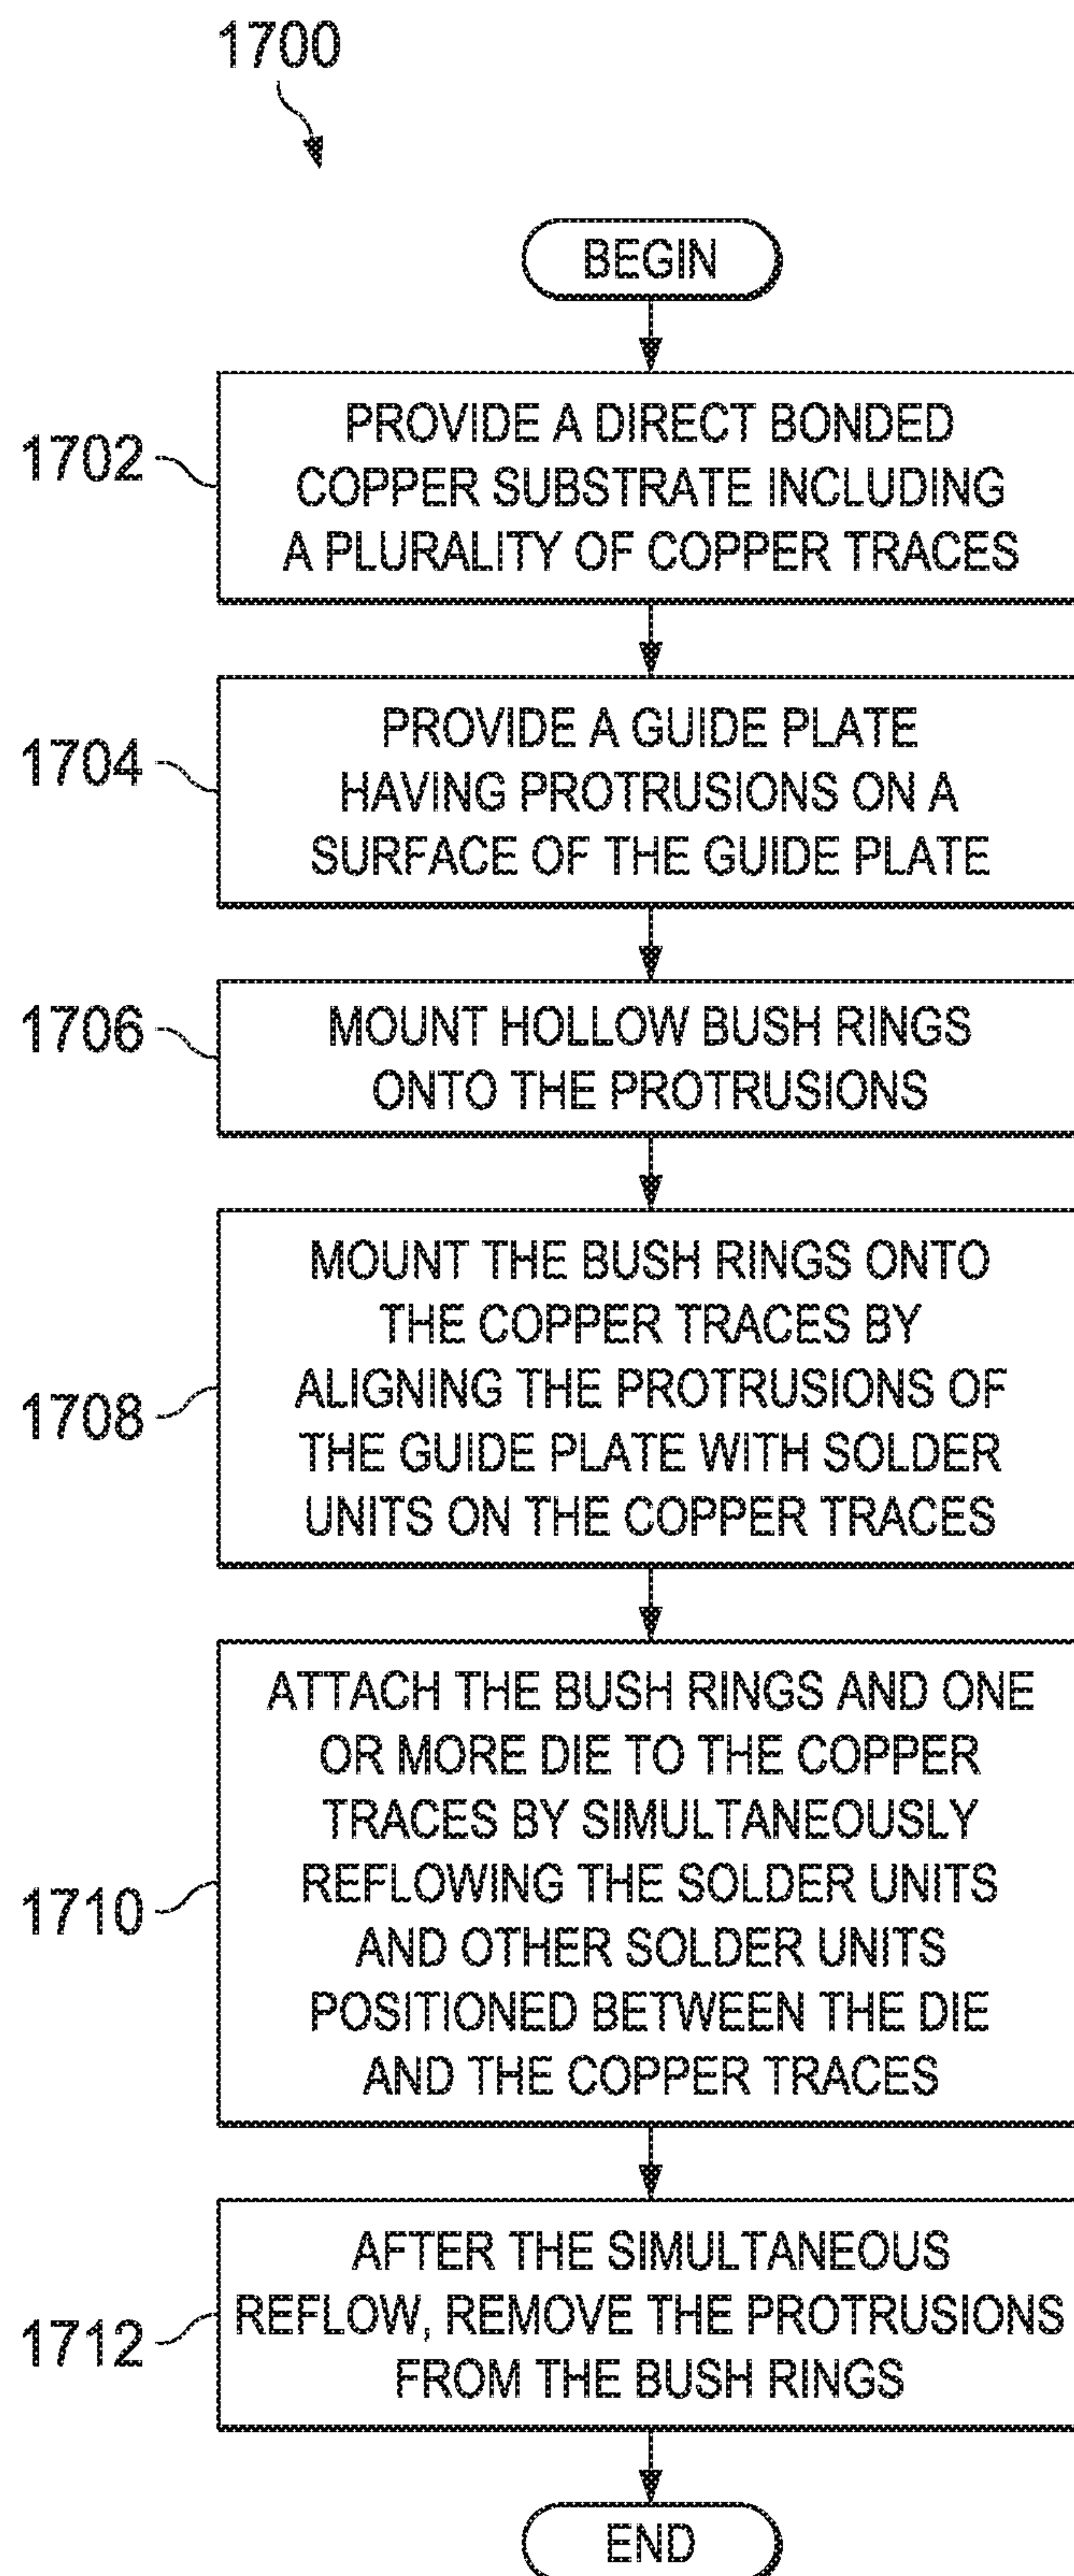 1700
BEGIN
1702
PROVIDE A DIRECT BONDED
COPPER SUBSTRATE INCLUDING
A PLURALITY OF COPPER TRACES
1704
PROVIDE A GUIDE PLATE
HAVING PROTRUSIONS ON A
SURFACE OF THE GUIDE PLATE
1706
MOUNT HOLLOW BUSH RINGS
ONTO THE PROTRUSIONS
1708
MOUNT THE BUSH RINGS ONTO
THE COPPER TRACES BY
ALIGNING THE PROTRUSIONS OF
THE GUIDE PLATE WITH SOLDER
UNITS ON THE COPPER TRACES
1710
ATTACH THE BUSH RINGS AND ONE
OR MORE DIE TO THE COPPER
TRACES BY SIMULTANEOUSLY
REFLOWING THE SOLDER UNITS
AND OTHER SOLDER UNITS
POSITIONED BETWEEN THE DIE
AND THE COPPER TRACES
1712
AFTER THE SIMULTANEOUS
REFLOW, REMOVE THE PROTRUSIONS
FROM THE BUSH RINGS
END